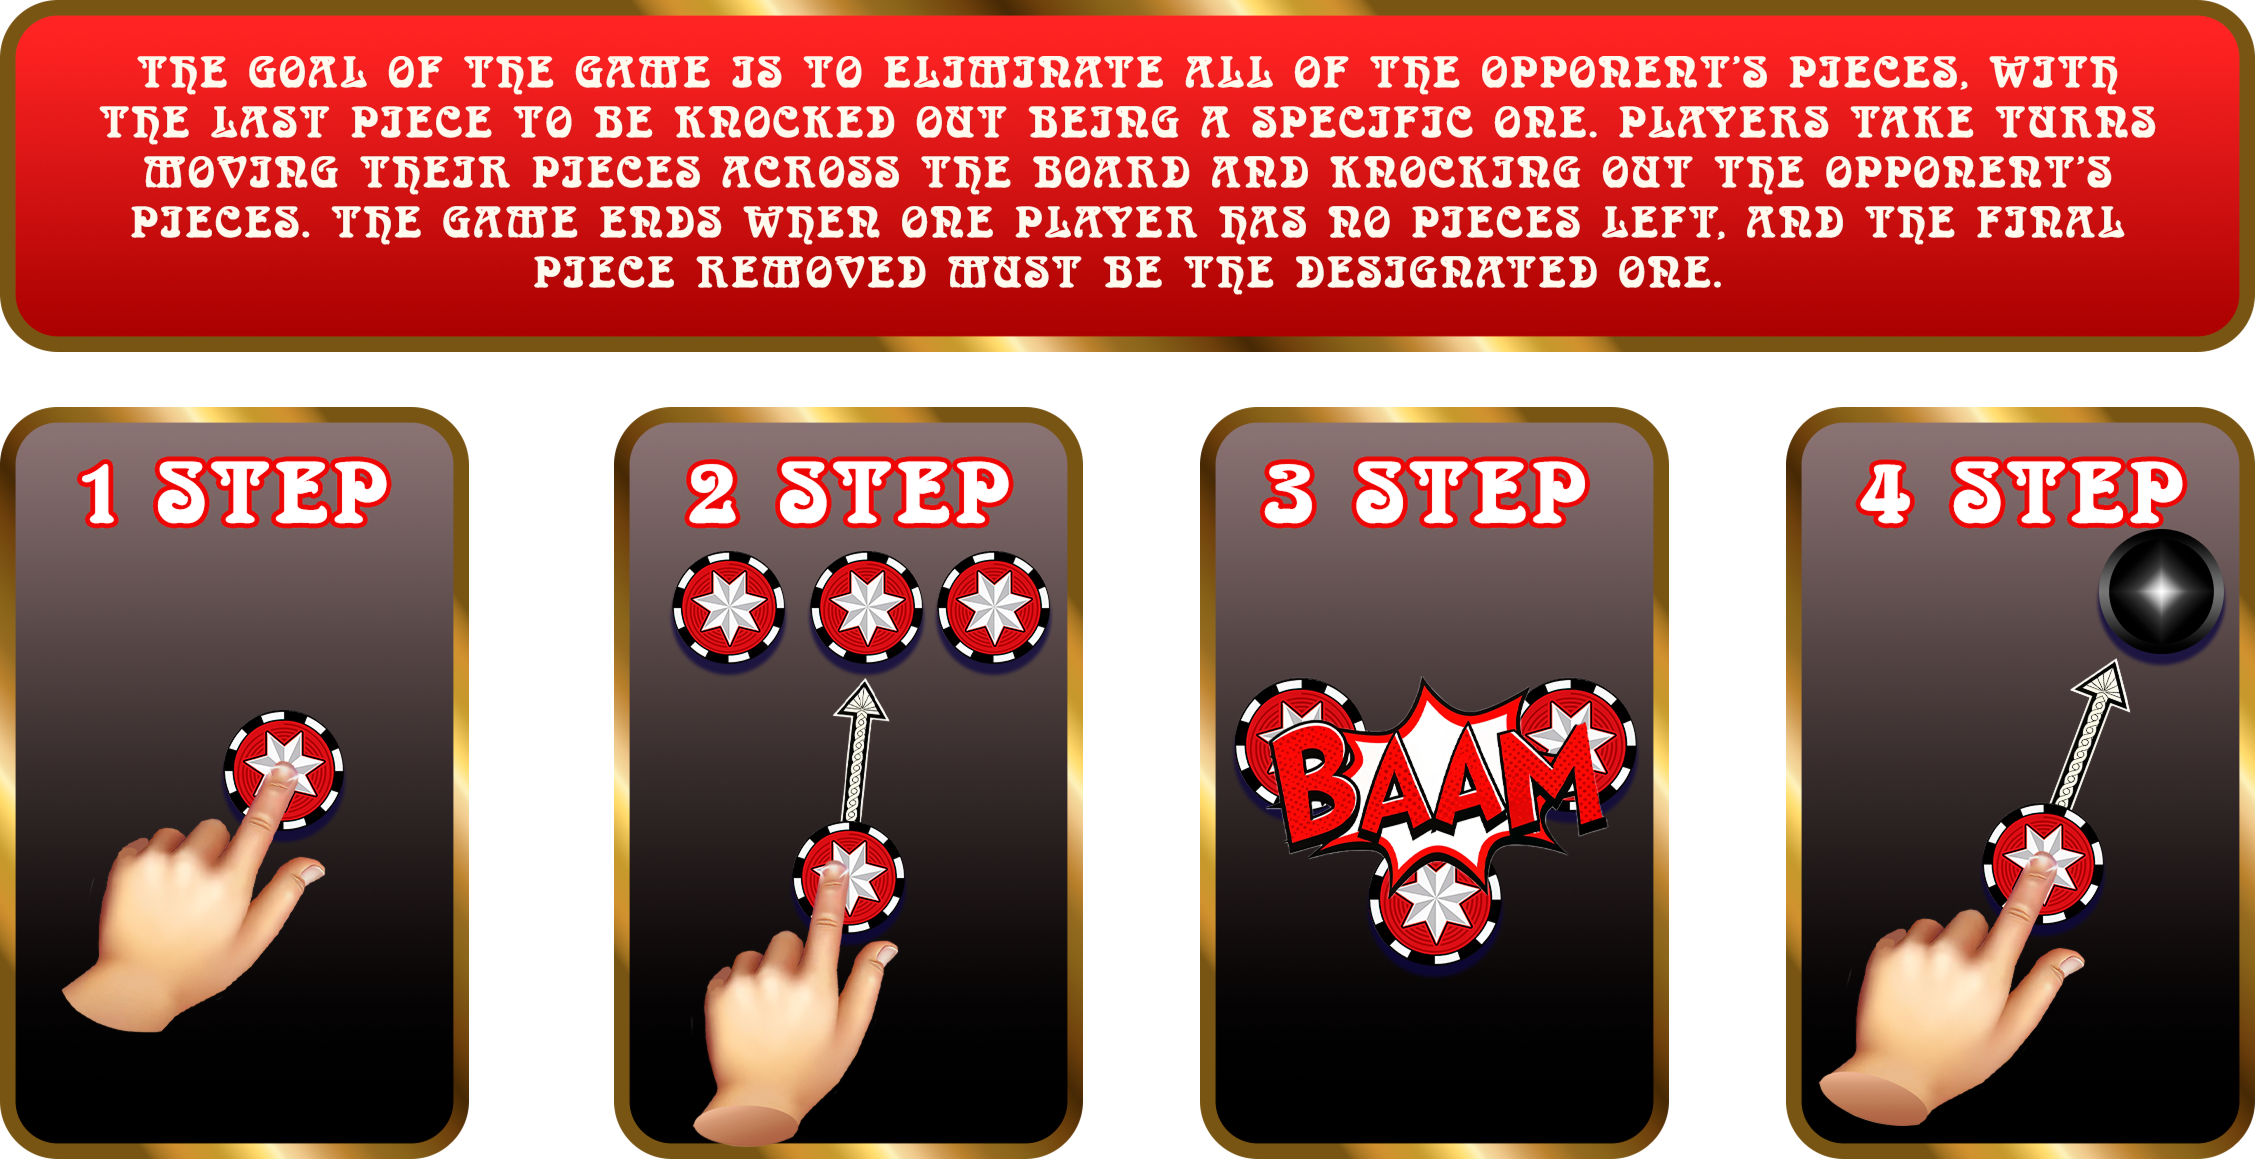 THE GOAL OF THE GAME IS TO ELIMINATE ALL OF THE OPPONENT'S PIECES, WITH
THE LAST PIECE TO BE KNOCKED OUT BEING A SPECIFIC ONE. PLAYERS TAKE TURNS
MOVING THEIR PIECES ACROSS THE BOARD AND KNOCKING OUT THE OPPONENT'S
PIECES. THE GAME ENDS WHEN ONE PLAYER HAS NO PIECES LEFT, AND THE FINAL
PIECE REMOVED MUST BE THE DESIGNATED ONE.
1 STEP
2 STEP
3 STEP
BAAM
4 STEP